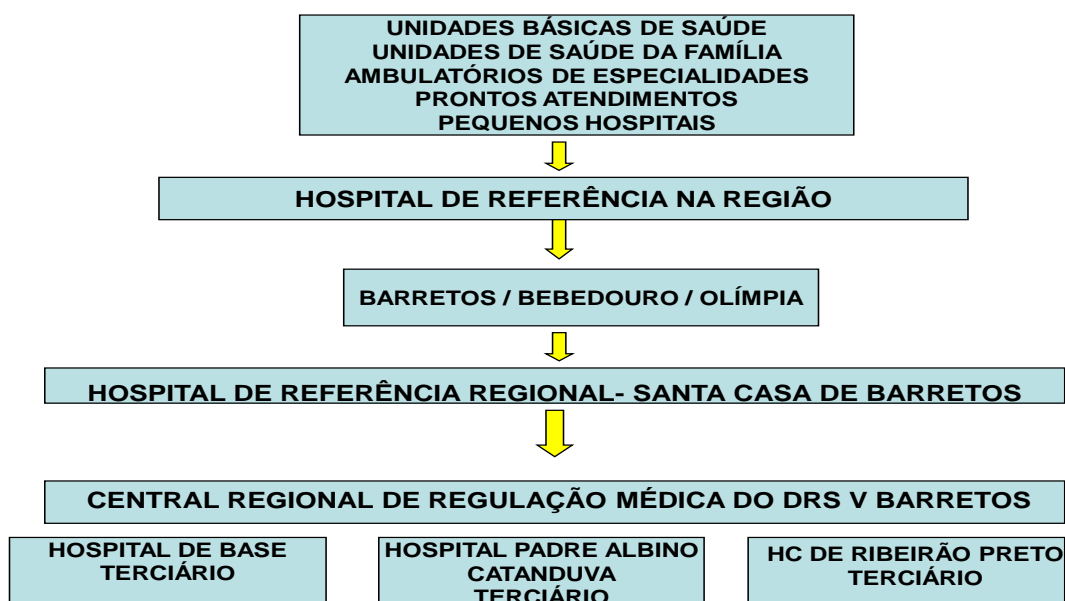 UNIDADES BÁSICAS DE SAÚDE
UNIDADES DE SAÚDE DA FAMÍLIA
AMBULATÓRIOS DE ESPECIALIDADES
PRONTOS ATENDIMENTOS
PEQUENOS HOSPITAIS
HOSPITAL DE REFERÊNCIA NA REGIÃO
BARRETOS / BEBEDOURO / OLÍMPIA
HOSPITAL DE REFERÊNCIA REGIONAL- SANTA CASA DE BARRETOS
CENTRAL REGIONAL DE REGULAÇÃO MÉDICA DO DRS V BARRETOS
HOSPITAL DE BASE
TERCIÁRIO
HOSPITAL PADRE ALBINO
CATANDUVA
TERCIÁRIO
HC DE RIBEIRÃO PRETO
TERCIÁRIO